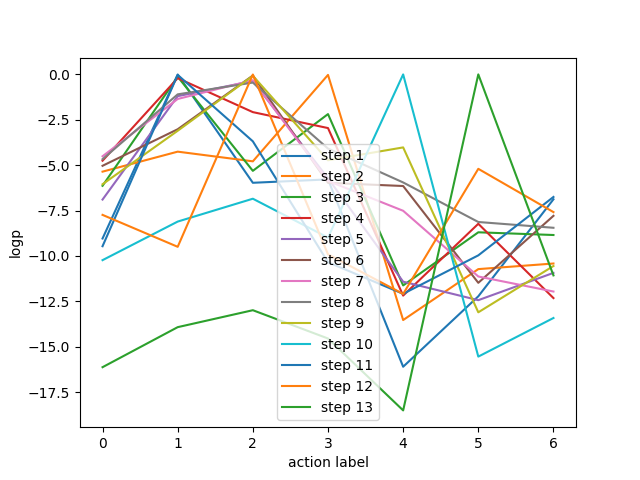 0.0
−2.5
−5.0
−7.5
−10.0
−12.5
−15.0
−17.5
logp
step 1
step 2
step 3
step 4
step 5
step 6
step 7
step 8
step 9
step 10
step 11
step 12
step 13
0 1 2 3 4 5 6
action label